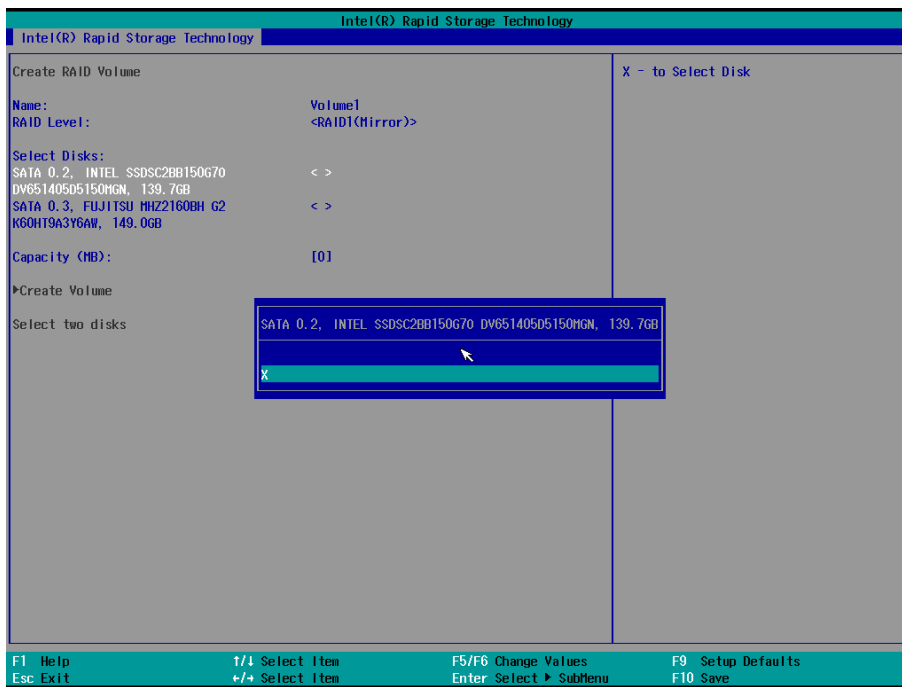 Intel(R) Rapid Storage Technology
Intel(R) Rapid Storage Technology
Create RAID Volume
X - to Select Disk
Name: Volume1
RAID Level: <RAID1(Mirror)>
Select Disks:
SATA 0.2, INTEL SSDSC2BB150G70 < >
DV651405D5150MGN, 139.7GB
SATA 0.3, FUJITSU MHZ2160BH G2 < >
K60HT9A3Y6AW, 149.0GB
Capacity (MB): [0]
▶Create Volume
Select two disks
SATA 0.2, INTEL SSDSC2BB150G70 DV651405D5150MGN, 139.7GB
X
F1 Help ↑/↓ Select Item F5/F6 Change Values F9 Setup Defaults
Esc Exit ←/→ Select Item Enter Select ▶ SubMenu F10 Save